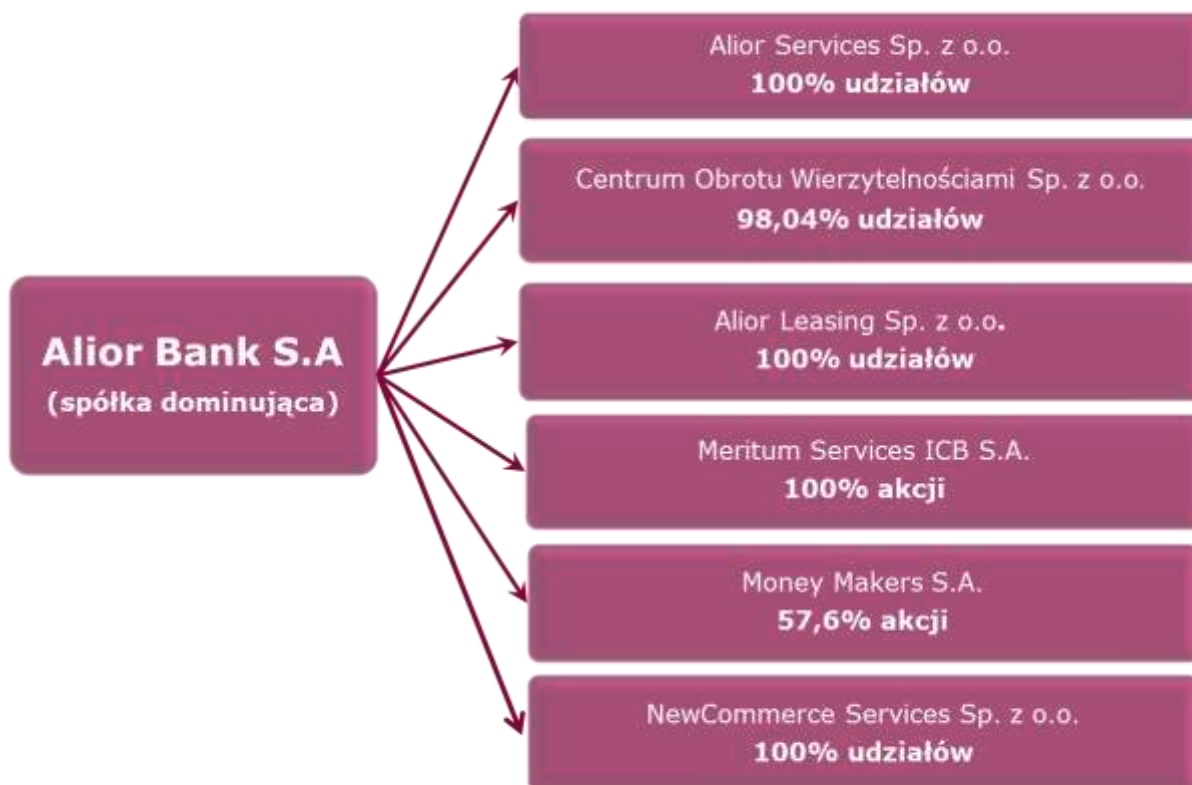 Alior Services Sp. z o.o.
100% udziałów
Centrum Obrotu Wierzytelnościami Sp. z o.o.
98,04% udziałów
Alior Bank S.A
(spółka dominująca)
Alior Leasing Sp. z o.o.
100% udziałów
Meritum Services ICB S.A.
100% akcji
Money Makers S.A.
57,6% akcji
NewCommerce Services Sp. z o.o.
100% udziałów